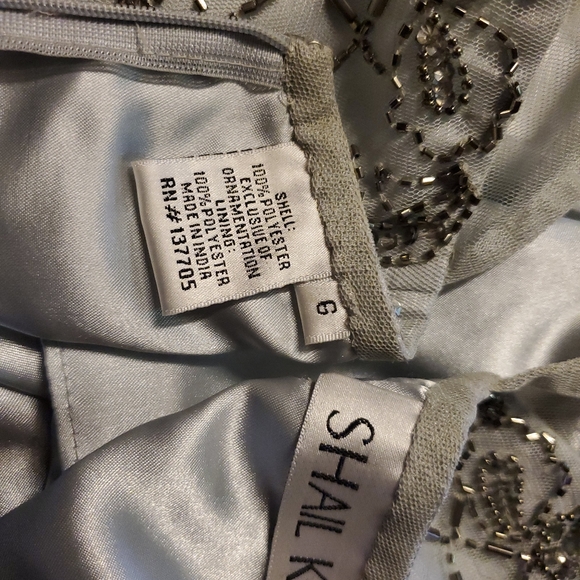 SHELL:
100%POLYESTER
EXCLUSIVE OF
ORNAMENTATION
LINING:
100%POLYESTER
MADE IN INDIA
RN#137705
6
SHAIL K